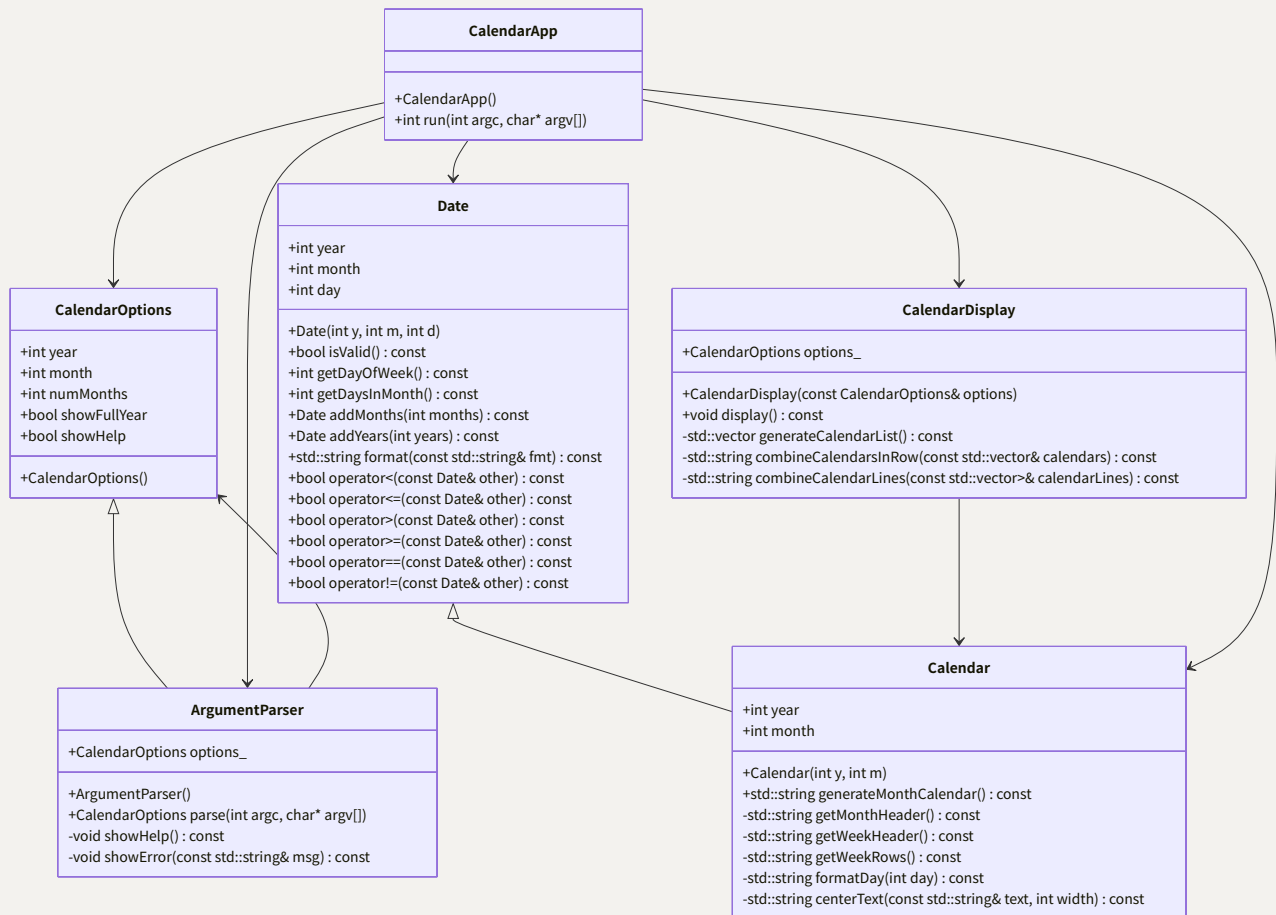 CalendarApp
+CalendarApp()
+int run(int argc, char* argv[])
Date
+int year
+int month
+int day
+Date(int y, int m, int d)
+bool isValid() : const
+int getDayOfWeek() : const
+int getDaysInMonth() : const
+Date addMonths(int months) : const
+Date addYears(int years) : const
+std::string format(const std::string& fmt) : const
+bool operator<(const Date& other) : const
+bool operator<=(const Date& other) : const
+bool operator>(const Date& other) : const
+bool operator>=(const Date& other) : const
+bool operator==(const Date& other) : const
+bool operator!=(const Date& other) : const
CalendarOptions
+int year
+int month
+int numMonths
+bool showFullYear
+bool showHelp
+CalendarOptions()
CalendarDisplay
+CalendarOptions options_
+CalendarDisplay(const CalendarOptions& options)
+void display() : const
-std::vector generateCalendarList() : const
-std::string combineCalendarsInRow(const std::vector& calendars) : const
-std::string combineCalendarLines(const std::vector>& calendarLines) : const
ArgumentParser
+CalendarOptions options_
+ArgumentParser()
+CalendarOptions parse(int argc, char* argv[])
-void showHelp() : const
-void showError(const std::string& msg) : const
Calendar
+int year
+int month
+Calendar(int y, int m)
+std::string generateMonthCalendar() : const
-std::string getMonthHeader() : const
-std::string getWeekHeader() : const
-std::string getWeekRows() : const
-std::string formatDay(int day) : const
-std::string centerText(const std::string& text, int width) : const